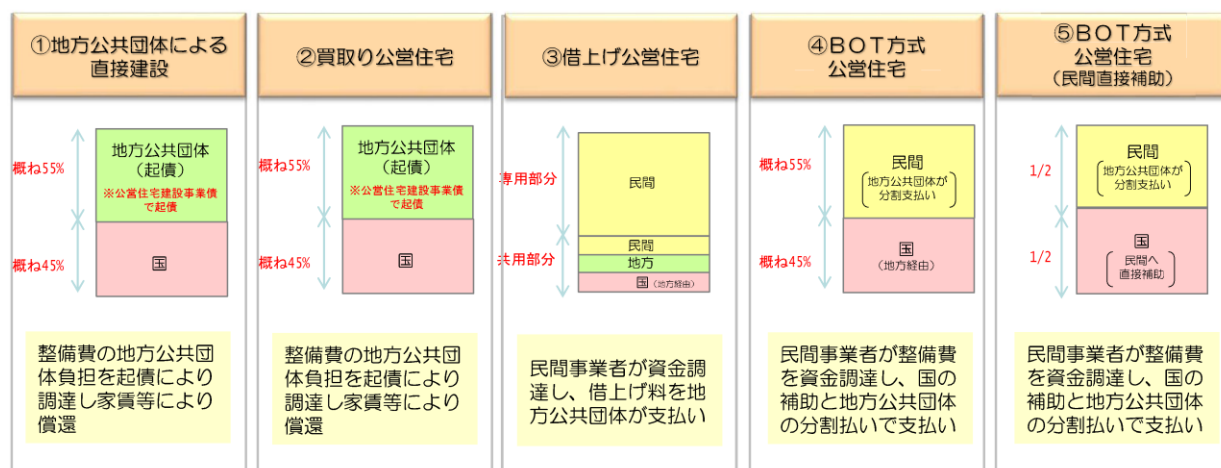 ①地方公共団体による
直接建設
概ね55%
地方公共団体
（起債）
※公営住宅建設事業債
で起債
概ね45%
国
整備費の地方公共団
体負担を起債により
調達し家賃等により
償還
②買取り公営住宅
概ね55%
地方公共団体
（起債）
※公営住宅建設事業債
で起債
概ね45%
国
整備費の地方公共団
体負担を起債により
調達し家賃等により
償還
③借上げ公営住宅
専用部分
民間
共用部分
民間
地方
国（地方経由）
民間事業者が資金調
達し、借上げ料を地
方公共団体が支払い
④ＢＯＴ方式
公営住宅
概ね55%
民間
地方公共団体が
分割支払い
概ね45%
国
（地方経由）
民間事業者が整備費
を資金調達し、国の
補助と地方公共団体
の分割払いで支払い
⑤ＢＯＴ方式
公営住宅
（民間直接補助）
1/2
民間
地方公共団体が
分割支払い
1/2
国
民間へ
直接補助
民間事業者が整備費
を資金調達し、国の
補助と地方公共団体
の分割払いで支払い